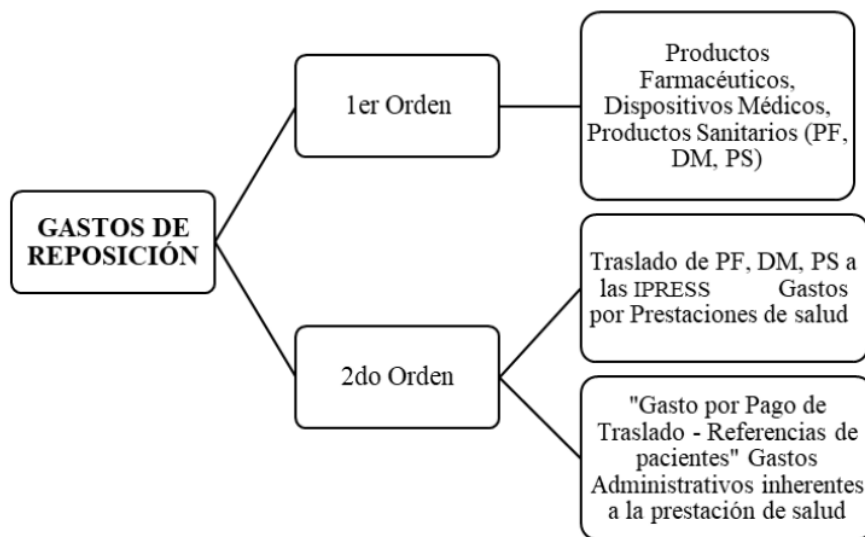 GASTOS DE
REPOSICIÓN
1er Orden
Productos
Farmacéuticos,
Dispositivos Médicos,
Productos Sanitarios (PF,
DM, PS)
2do Orden
Traslado de PF, DM, PS a
las IPRESS Gastos
por Prestaciones de salud
"Gasto por Pago de
Traslado - Referencias de
pacientes" Gastos
Administrativos inherentes
a la prestación de salud